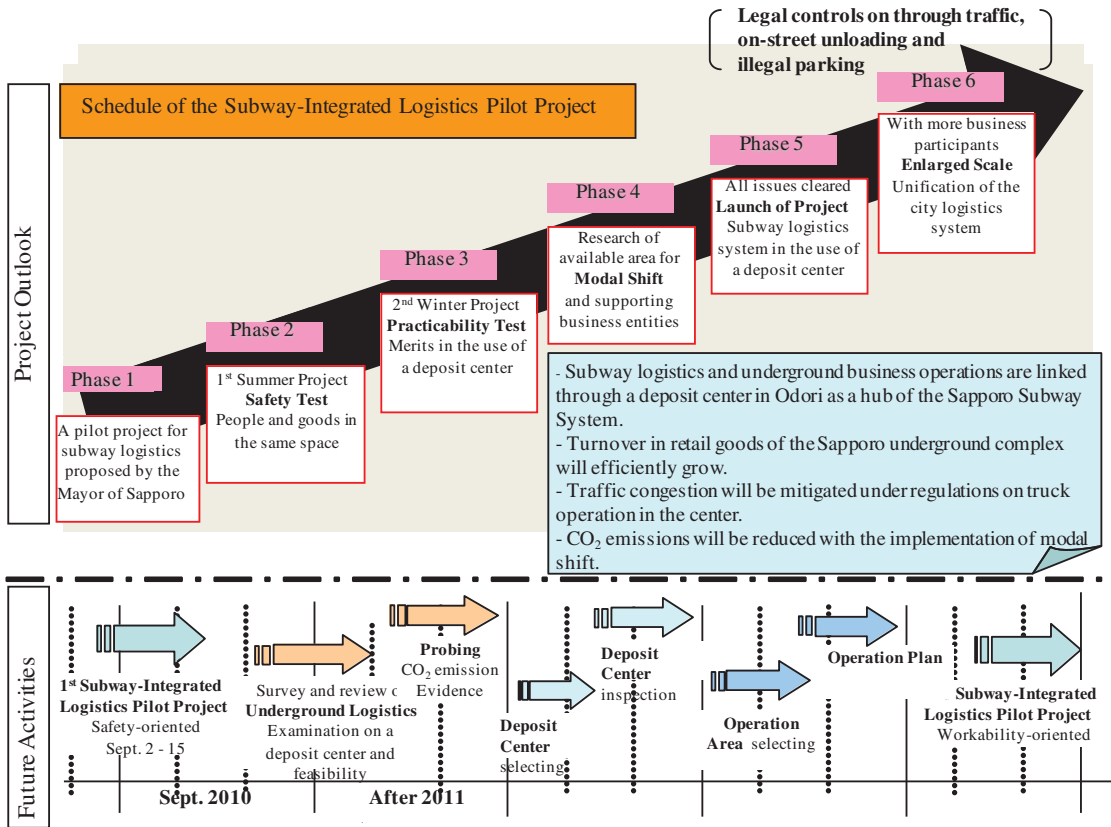 Legal controls on through traffic,
on-street unloading and
illegal parking
Project Outlook
Schedule of the Subway-Integrated Logistics Pilot Project
Phase 1
A pilot project for
subway logistics
proposed by the
Mayor of Sapporo
Phase 2
1st Summer Project
Safety Test
People and goods in
the same space
Phase 3
2nd Winter Project
Practicability Test
Merits in the use of
a deposit center
Phase 4
Research of
available area for
Modal Shift
and supporting
business entities
Phase 5
All issues cleared
Launch of Project
Subway logistics
system in the use of
a deposit center
Phase 6
With more business
participants
Enlarged Scale
Unification of the
city logistics
system
- Subway logistics and underground business operations are linked
through a deposit center in Odori as a hub of the Sapporo Subway
System.
- Turnover in retail goods of the Sapporo underground complex
will efficiently grow.
- Traffic congestion will be mitigated under regulations on truck
operation in the center.
- CO2 emissions will be reduced with the implementation of modal
shift.
Future Activities
1st Subway-Integrated
Logistics Pilot Project
Safety-oriented
Sept. 2 - 15
Survey and review o
Underground Logistics
Examination on a
deposit center and
feasibility
Probing
CO2 emission
Evidence
Deposit
Center
selecting
Deposit
Center
inspection
Operation
Area selecting
Operation Plan
Subway-Integrated
Logistics Pilot Project
Workability-oriented
Sept. 2010
After 2011